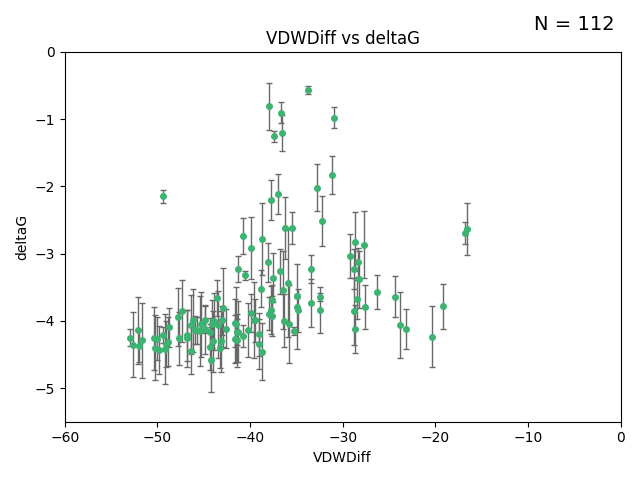 N = 112
VDWDiff vs deltaG
0
−1
−2
−3
−4
−5
deltaG
−60 −50 −40 −30 −20 −10 0
VDWDiff